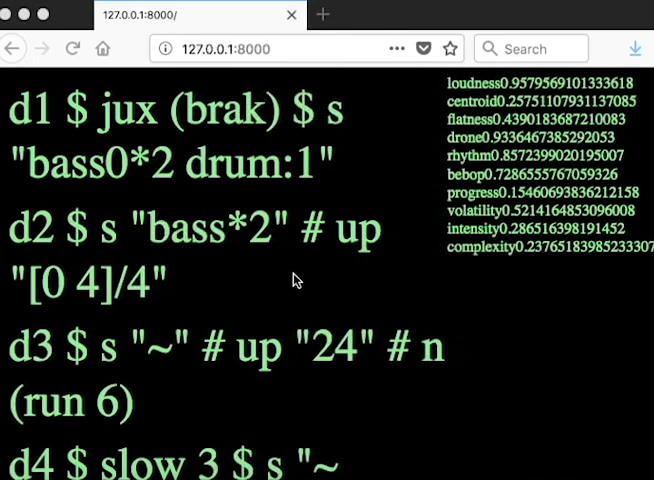 127.0.0.1:8000/
127.0.0.1:8000
Search
d1 $ jux (brak) $ s
"bass0*2 drum:1"
d2 $ s "bass*2" # up
"[0 4]/4"
d3 $ s "~" # up "24" # n
(run 6)
d4 $ slow 3 $ s "~
loudness0.9579569101333618
centroid0.25751107931137085
flatness0.4390183687210083
drone0.9336467385292053
rhythm0.8572399020195007
bebop0.7286555767059326
progress0.15460693836212158
volatility0.5214164853096008
intensity0.286516398191452
complexity0.23765183985233307